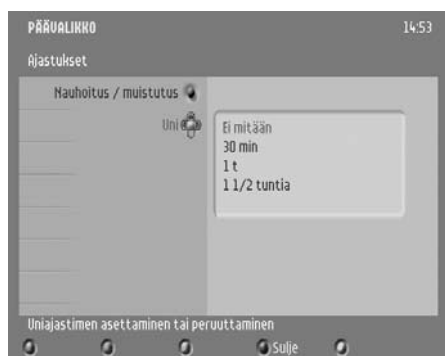 PÄÄVALIKKO 14:53
Ajastukset
Nauhoitus / muistutus
Uni
Ei mitään
30 min
1 t
1 1/2 tuntia
Uniajastimen asettaminen tai peruuttaminen
Sulje